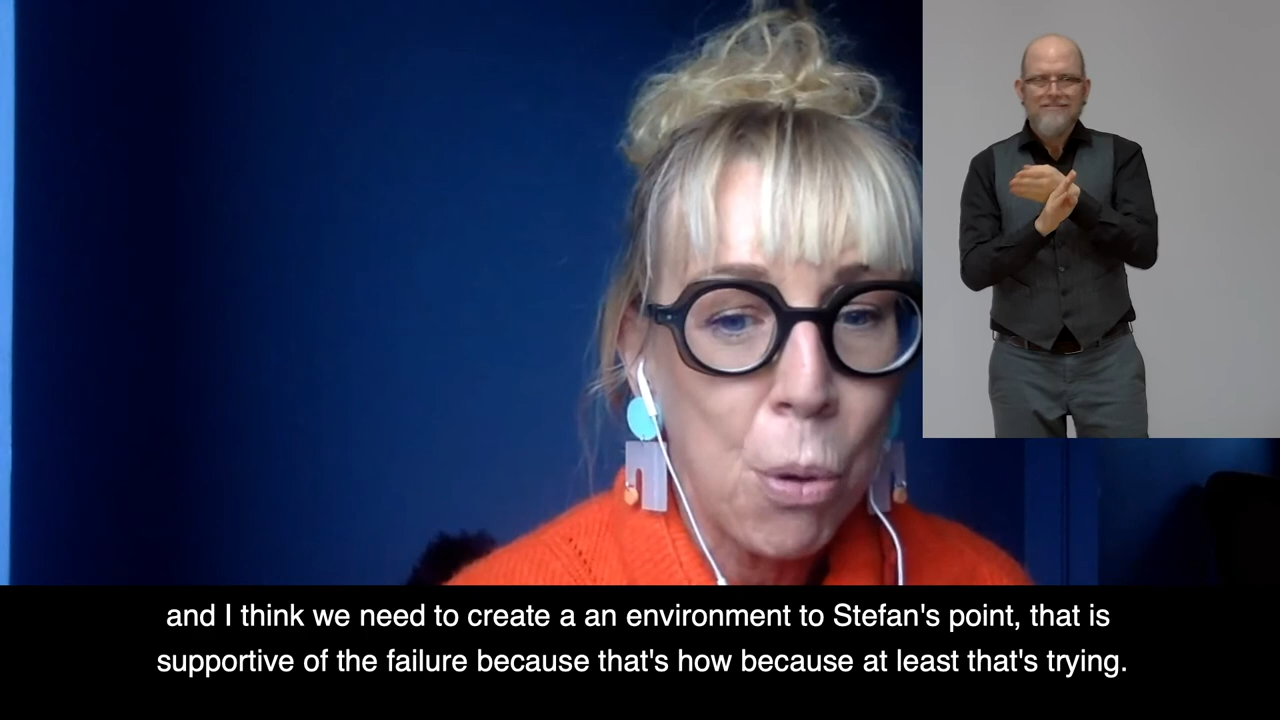 and I think we need to create a an environment to Stefan's point, that is
supportive of the failure because that's how because at least that's trying.